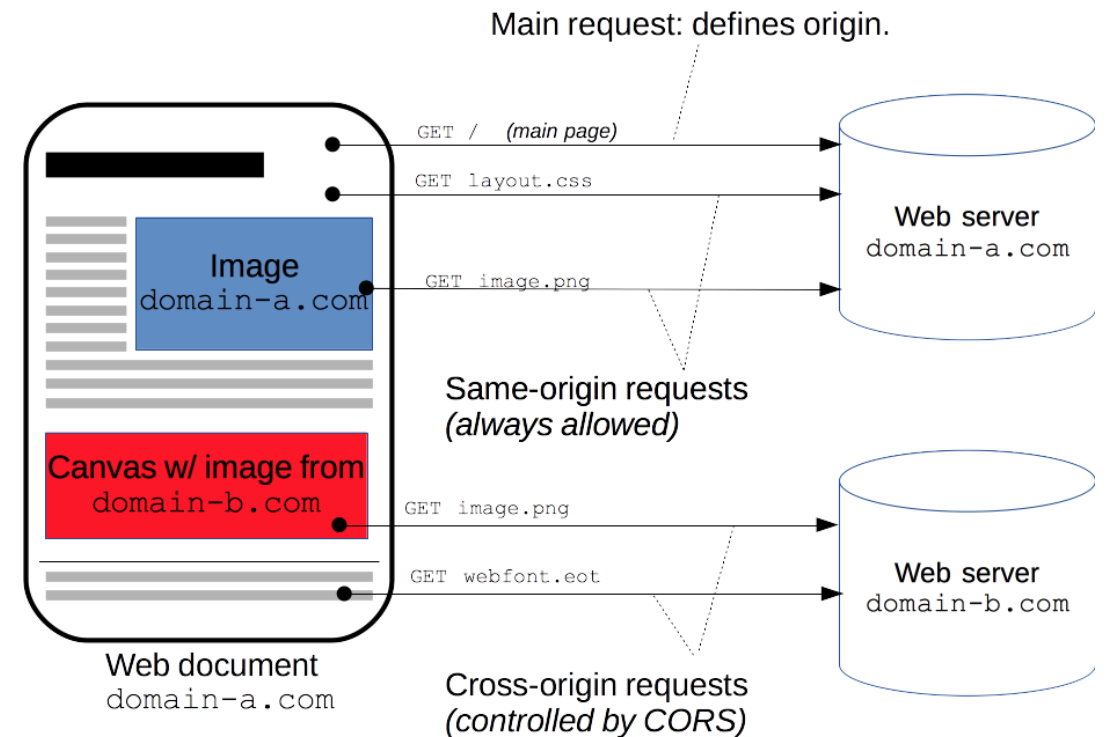 Main request: defines origin.
GET / (main page)
GET layout.css
Image
domain-a.com
GET image.png
Web server
domain-a.com
Same-origin requests
(always allowed)
Canvas w/ image from
domain-b.com
GET image.png
GET webfont.eot
Web server
domain-b.com
Web document
domain-a.com
Cross-origin requests
(controlled by CORS)